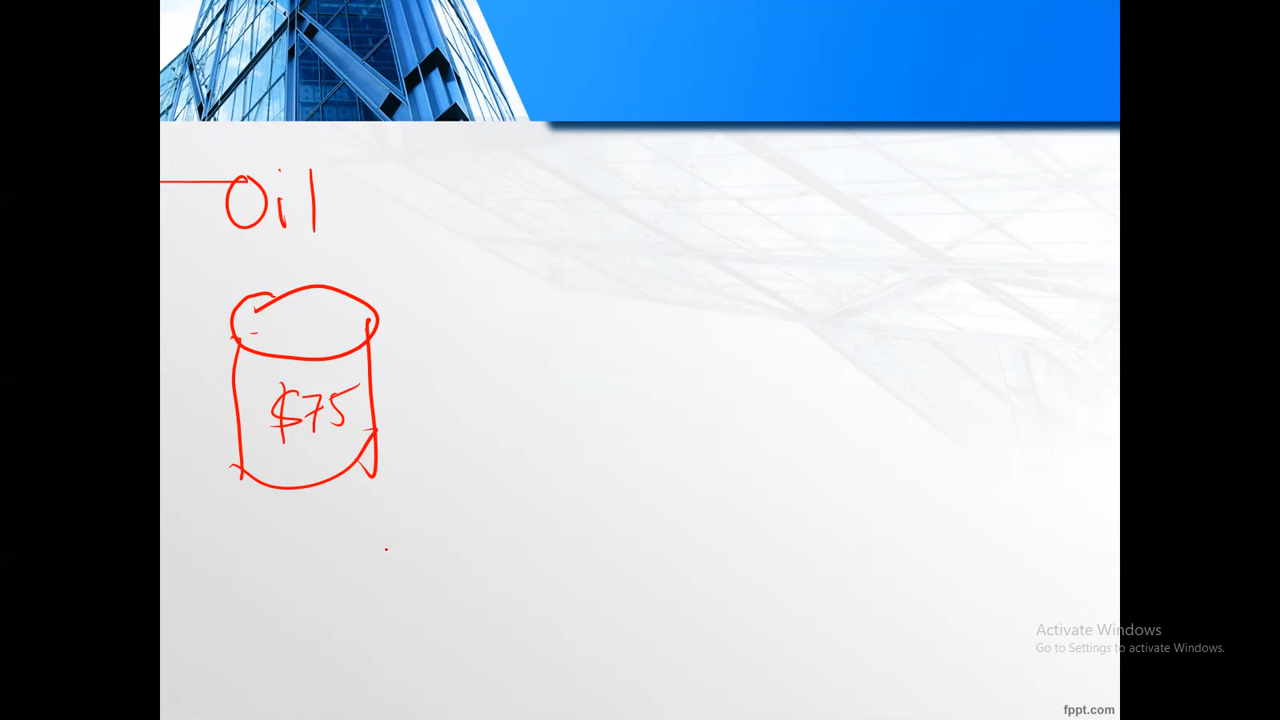 Oil
$75
Activate Windows
Go to Settings to activate Windows.
fppt.com